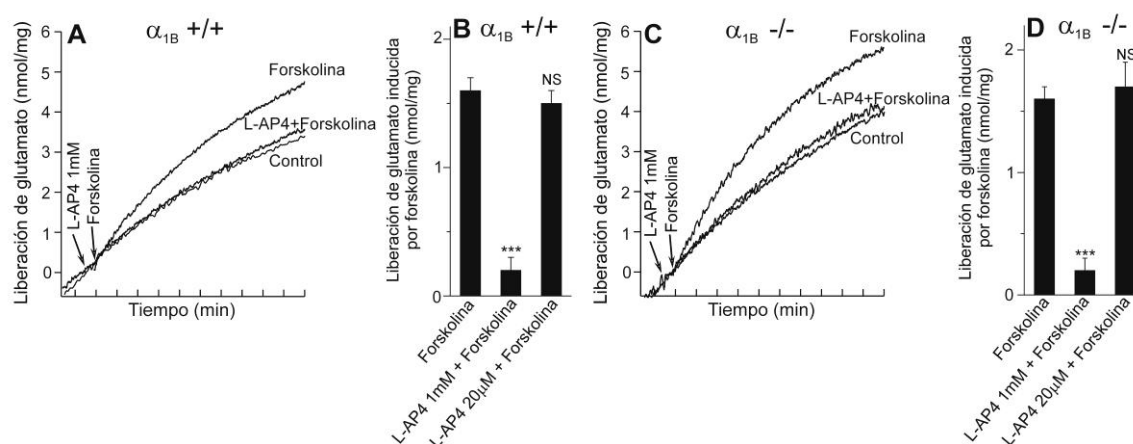 A
α1B +/+
Liberación de glutamato (nmol/mg)
6
5
4
3
2
1
0
Forskolina
L-AP4+Forskolina
Control
L-AP4 1mM
Forskolina
Tiempo (min)
B
α1B +/+
Liberación de glutamato inducida
por forskolina (nmol/mg)
2
1
0
NS
***
Forskolina
L-AP4 1mM + Forskolina
L-AP4 20µM + Forskolina
C
α1B -/-
Liberación de glutamato (nmol/mg)
6
5
4
3
2
1
0
Forskolina
L-AP4+Forskolina
Control
L-AP4 1mM
Forskolina
Tiempo (min)
D
α1B -/-
Liberación de glutamato inducida
por forskolina (nmol/mg)
2
1
0
NS
***
Forskolina
L-AP4 1mM + Forskolina
L-AP4 20µM + Forskolina